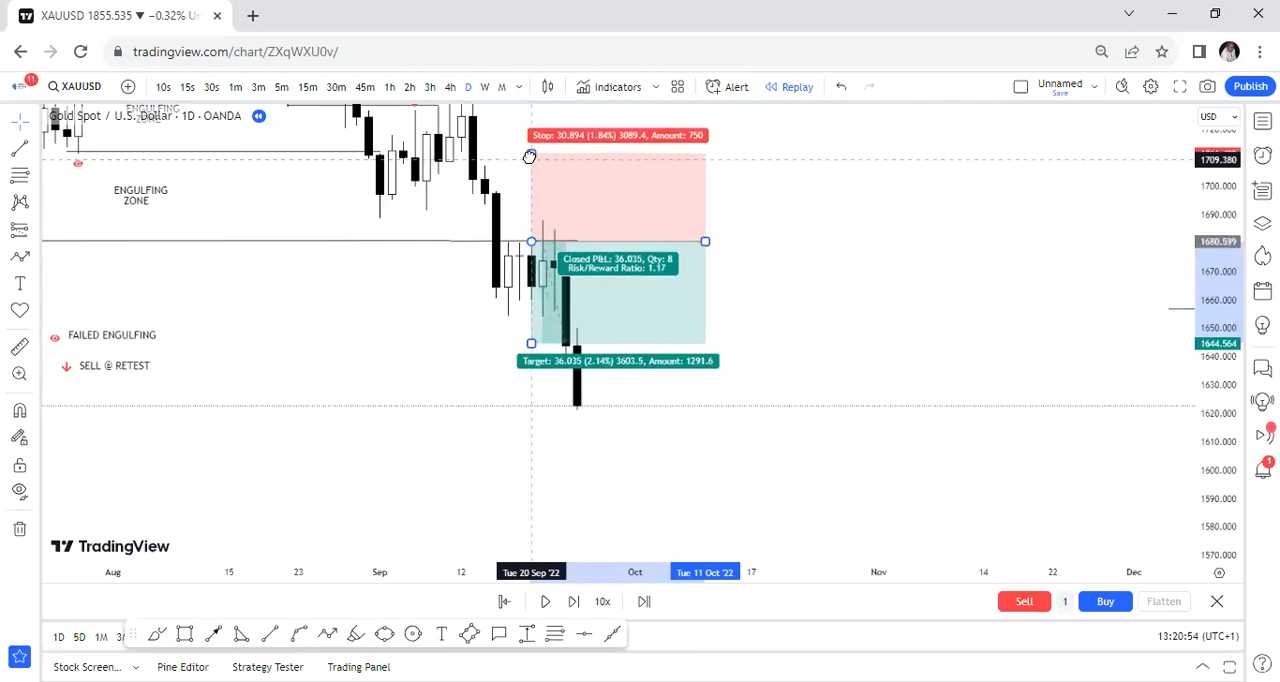 XAUUSD 1855.535 ▼ −0.32% Un
tradingview.com/chart/ZXqWXU0v/
11
XAUUSD
10s 15s 30s 1m 3m 5m 15m 30m 45m 1h 2h 3h 4h D W M
Indicators
Alert
Replay
Unnamed
Save
Publish
Gold Spot / U.S. Dollar · 1D · OANDA
ENGULFING
ZONE
USD
Stop: 30.894 (1.84%) 3089.4, Amount: 750
1709.380
1700.000
1690.000
1680.599
1670.000
1660.000
1650.000
1644.564
1640.000
1630.000
1620.000
1610.000
1600.000
1590.000
1580.000
1570.000
ENGULFING
ZONE
Closed P&L: 36.035, Qty: 8
Risk/Reward Ratio: 1.17
Target: 36.035 (2.14%) 3603.5, Amount: 1291.6
FAILED ENGULFING
SELL @ RETEST
1
TradingView
Aug 15 23 Sep 12 Tue 20 Sep '22 Oct Tue 11 Oct '22 17 Nov 14 22 Dec
10x
Sell 1 Buy Flatten
1D 5D 1M
13:20:54 (UTC+1)
Stock Screen... Pine Editor Strategy Tester Trading Panel